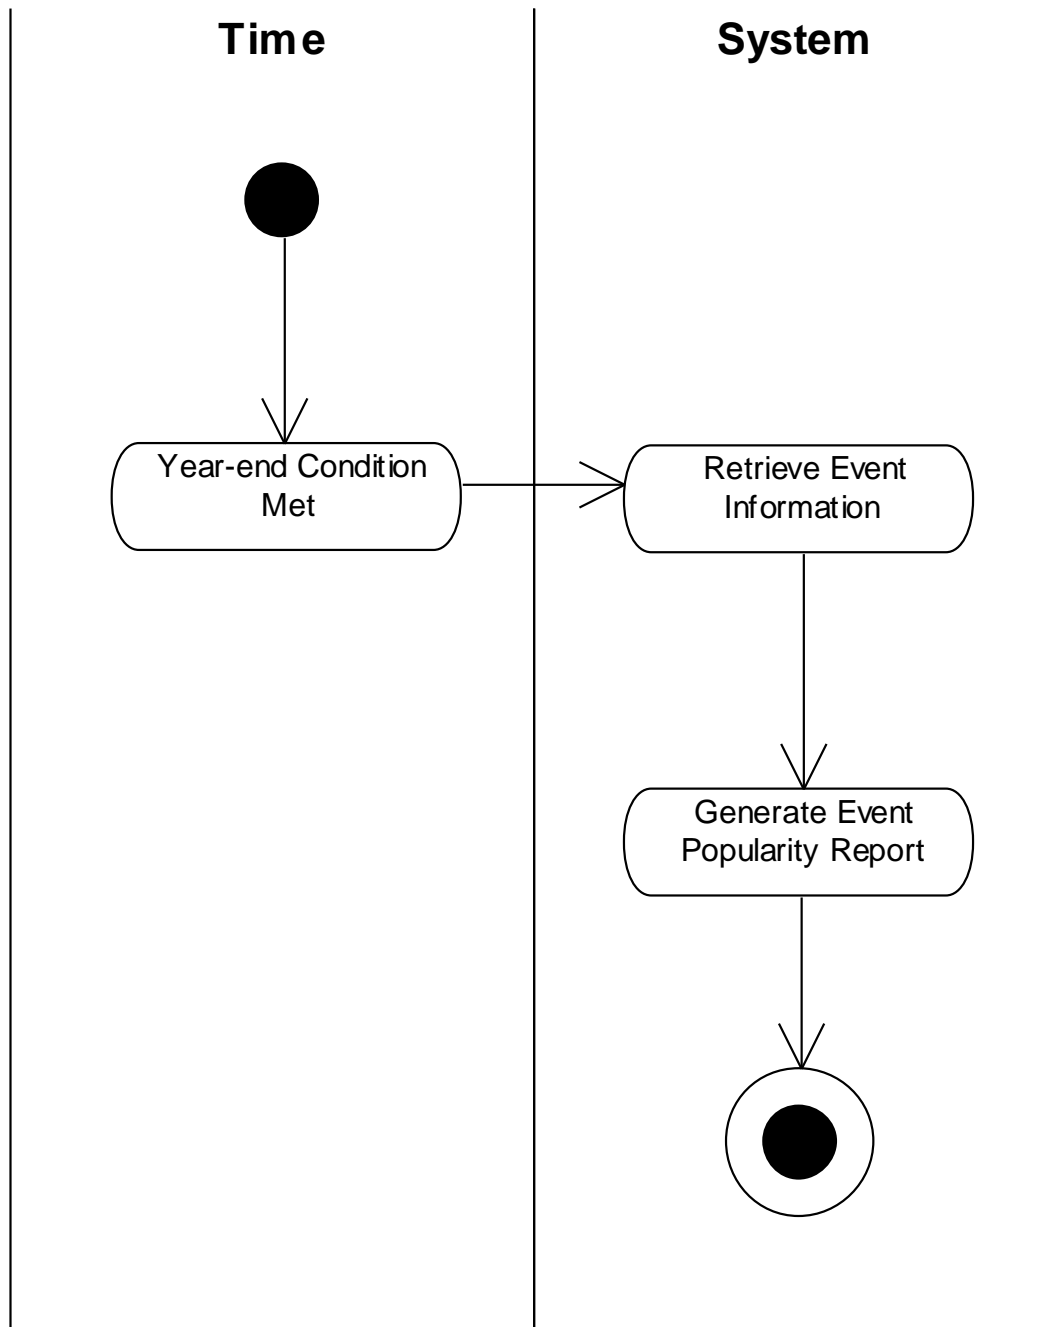 Time
System
Year-end Condition
Met
Retrieve Event
Information
Generate Event
Popularity Report